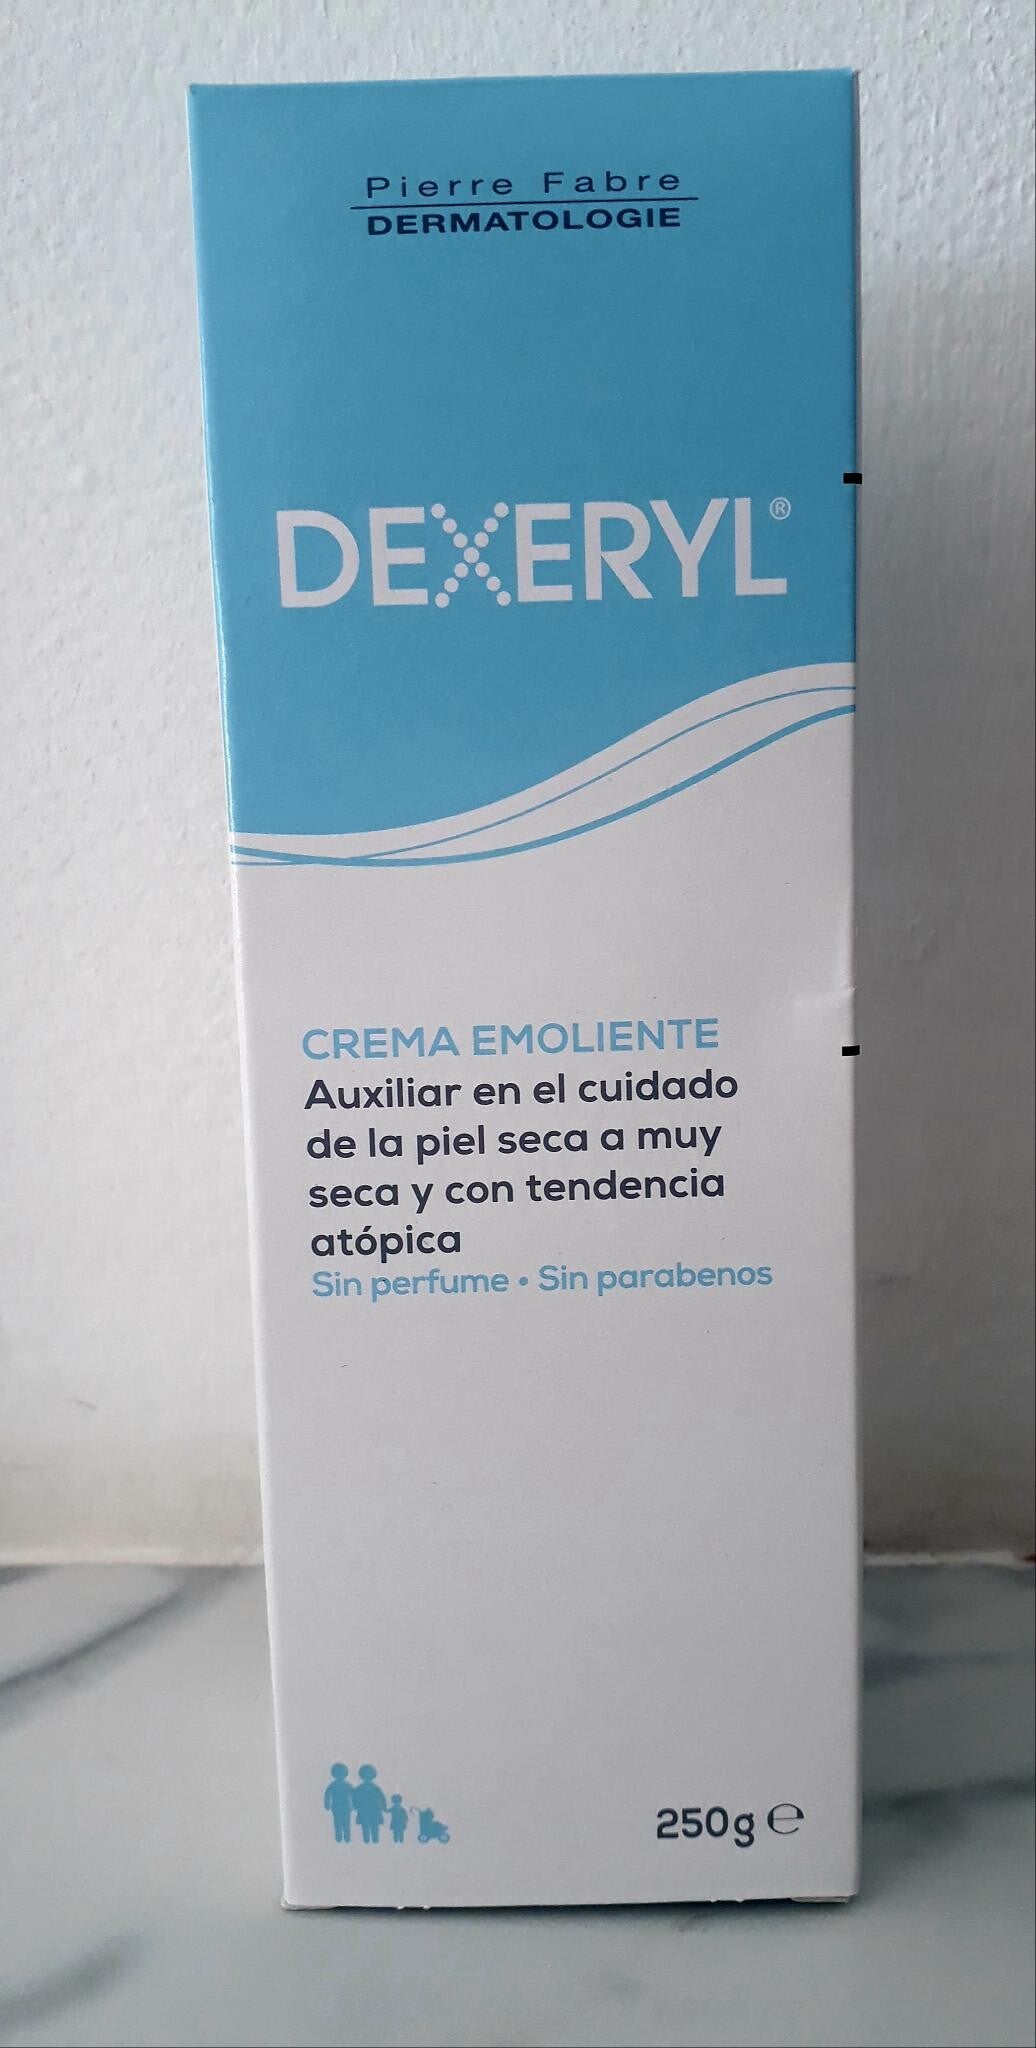 Pierre Fabre
DERMATOLOGIE
DEXERYL®
CREMA EMOLIENTE
Auxiliar en el cuidado
de la piel seca a muy
seca y con tendencia
atópica
Sin perfume • Sin parabenos
250g ℮